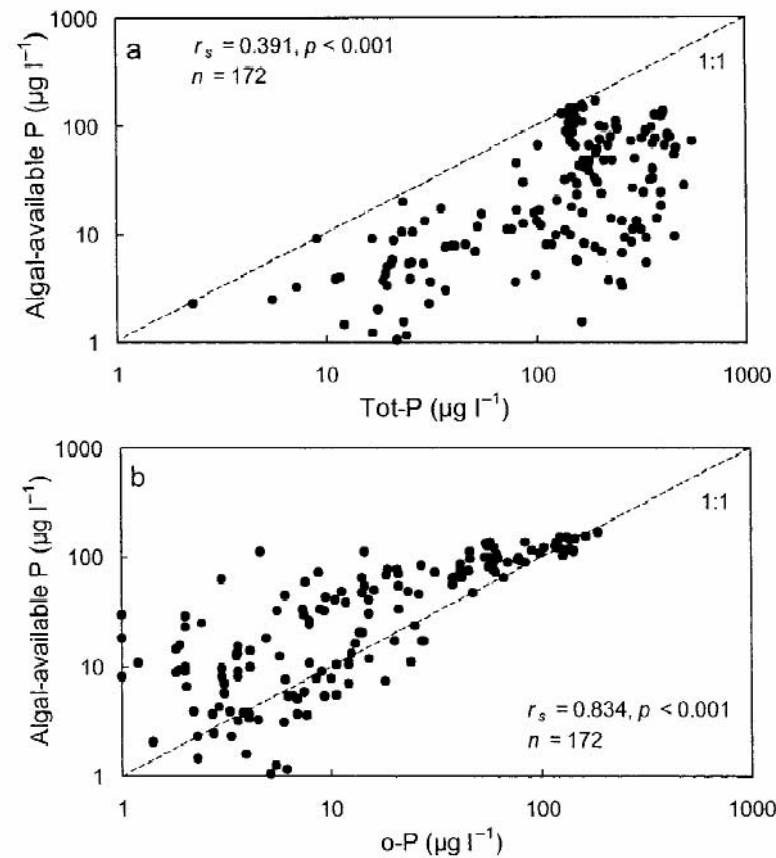 a
r s = 0.391, p < 0.001
n = 172
1:1
1000
100
10
1
Algal-available P (µg l⁻¹)
1
10
100
1000
Tot-P (µg l⁻¹)
b
1:1
r s = 0.834, p < 0.001
n = 172
1000
100
10
1
Algal-available P (µg l⁻¹)
1
10
100
1000
o-P (µg l⁻¹)